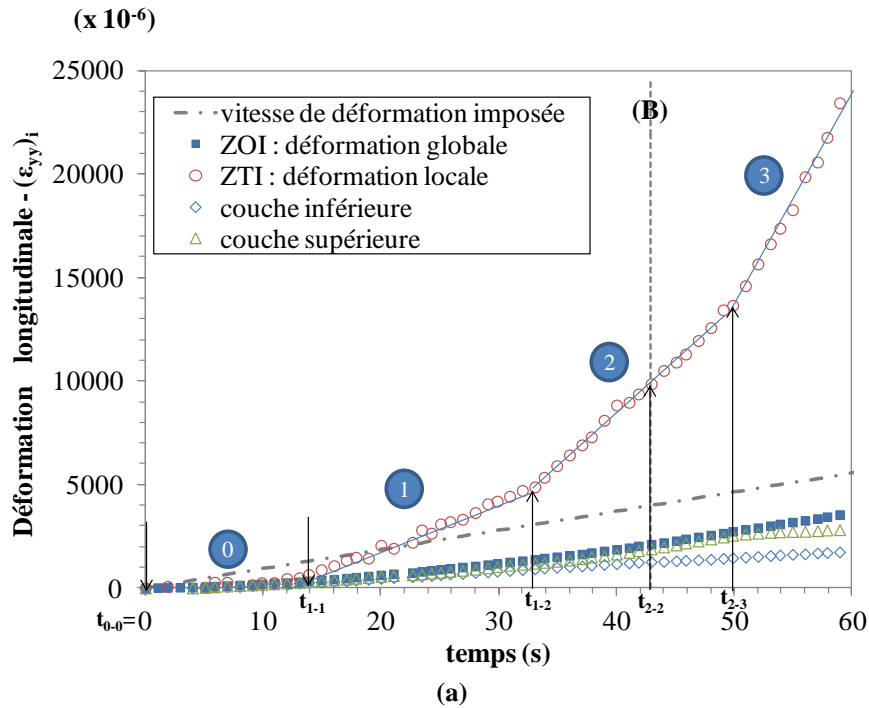 (x 10⁻⁶)
Déformation longitudinale - (ε_yy)_i
25000
20000
15000
10000
5000
0
vitesse de déformation imposée
ZOI : déformation globale
ZTI : déformation locale
couche inférieure
couche supérieure
(B)
3
2
1
0
t₁₋₁
t₁₋₂
t₂₋₂
t₂₋₃
t₀₋₀=0
10
20
30
40
50
60
temps (s)
(a)